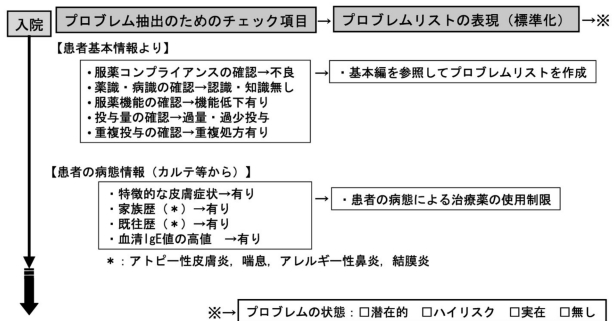 入院 プロブレム抽出のためのチェック項目 → プロブレムリストの表現（標準化） →※
【患者基本情報より】
・服薬コンプライアンスの確認→不良 → ・基本編を参照してプロブレムリストを作成
・薬識・病識の確認→認識・知識無し
・服薬機能の確認→機能低下有り
・投与量の確認→過量・過少投与
・重複投与の確認→重複処方有り
【患者の病態情報（カルテ等から）】
・特徴的な皮膚症状→有り → ・患者の病態による治療薬の使用制限
・家族歴（＊）→有り
・既往歴（＊）→有り
・血清IgE値の高値 →有り
＊：アトピー性皮膚炎，喘息，アレルギー性鼻炎，結膜炎
※→ プロブレムの状態：□潜在的 □ハイリスク □実在 □無し